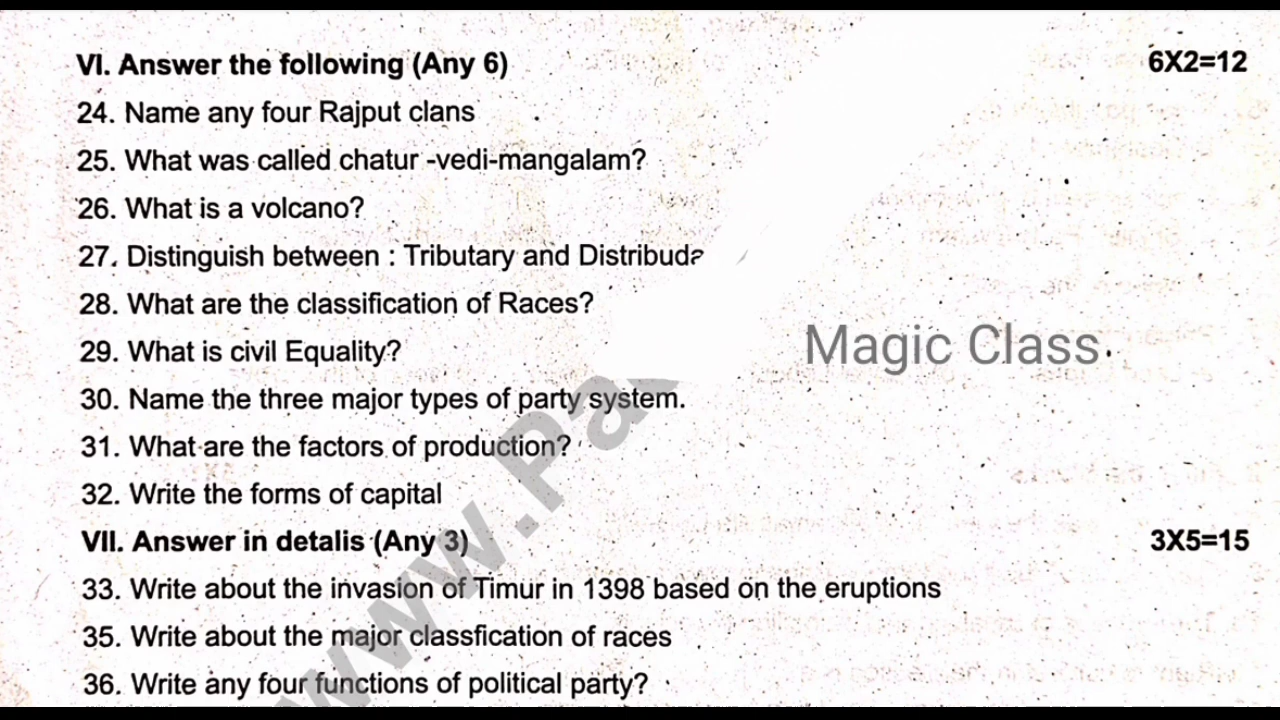 VI. Answer the following (Any 6) 6X2=12
24. Name any four Rajput clans
25. What was called chatur -vedi-mangalam?
26. What is a volcano?
27. Distinguish between : Tributary and
28. What are the classification of Races?
29. What is civil Equality?
Magic Class
30. Name the three major types of party system.
31. What are the factors of production?
32. Write the forms of capital
VII. Answer in detalis (Any 3) 3X5=15
33. Write about the invasion of Timur in 1398 based on the eruptions
35. Write about the major classfication of races
36. Write any four functions of political party?
www.Pa